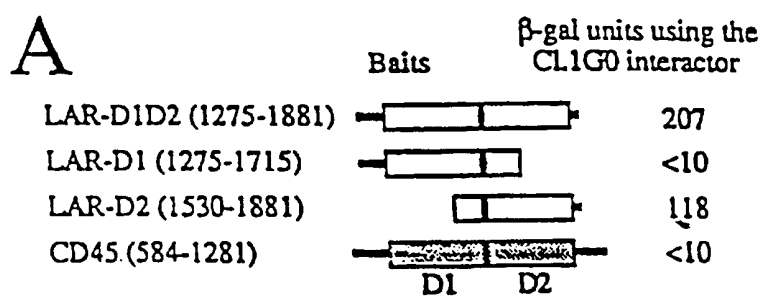 A
Baits
β-gal units using the CL1G0 interactor
LAR-D1D2 (1275-1881) 207
LAR-D1 (1275-1715) <10
LAR-D2 (1530-1881) 118
CD45 (584-1281) <10
D1 D2